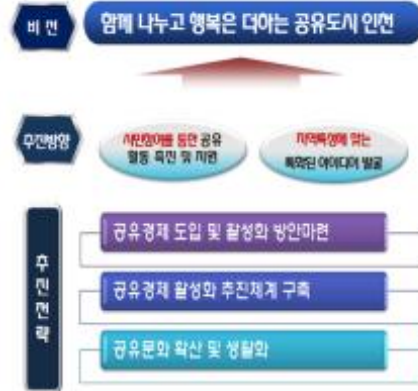 비 전
함께 나누고 행복은 더하는 공유도시 인천
추진방향
시민참여를 통한 공유
활동 촉진 및 지원
지역특성에 맞는
특화된 아이디어 발굴
추진전략
공유경제 도입 및 활성화 방안마련
공유경제 활성화 추진체계 구축
공유문화 확산 및 생활화